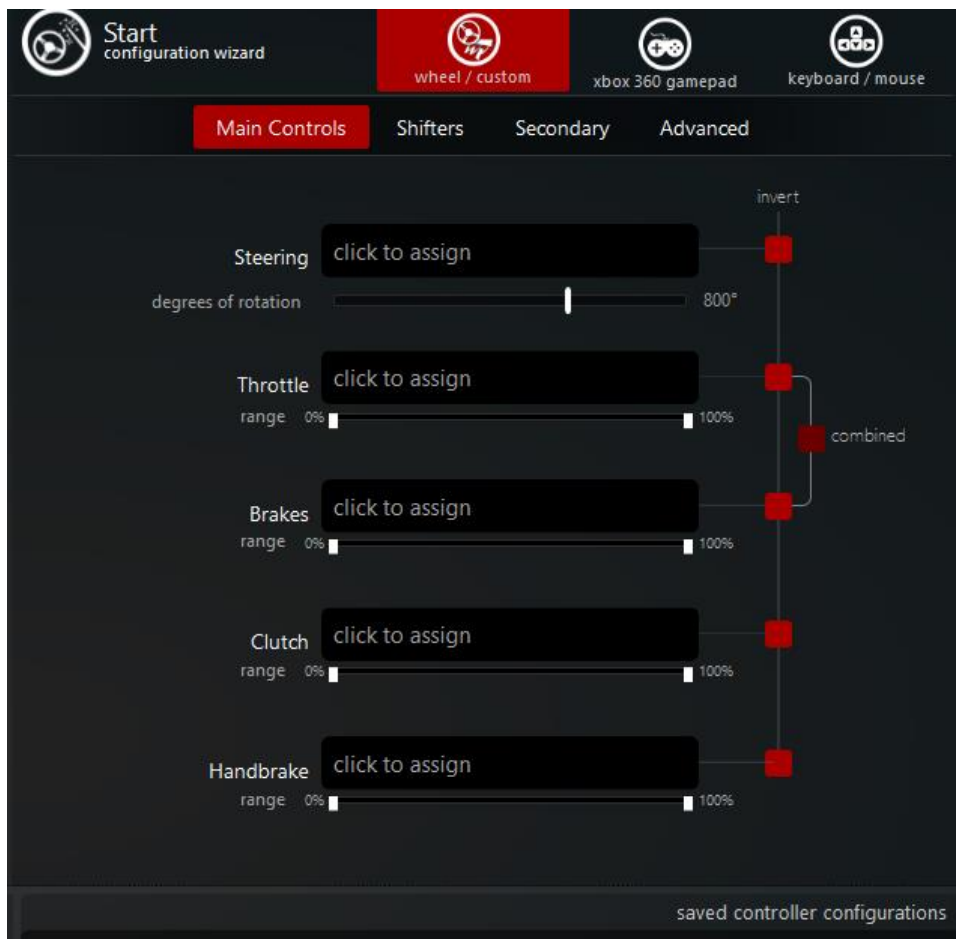 Start
configuration wizard
wheel / custom
xbox 360 gamepad
keyboard / mouse
Main Controls
Shifters
Secondary
Advanced
invert
Steering
click to assign
degrees of rotation
800°
Throttle
click to assign
range 0%
100%
combined
Brakes
click to assign
range 0%
100%
Clutch
click to assign
range 0%
100%
Handbrake
click to assign
range 0%
100%
saved controller configurations